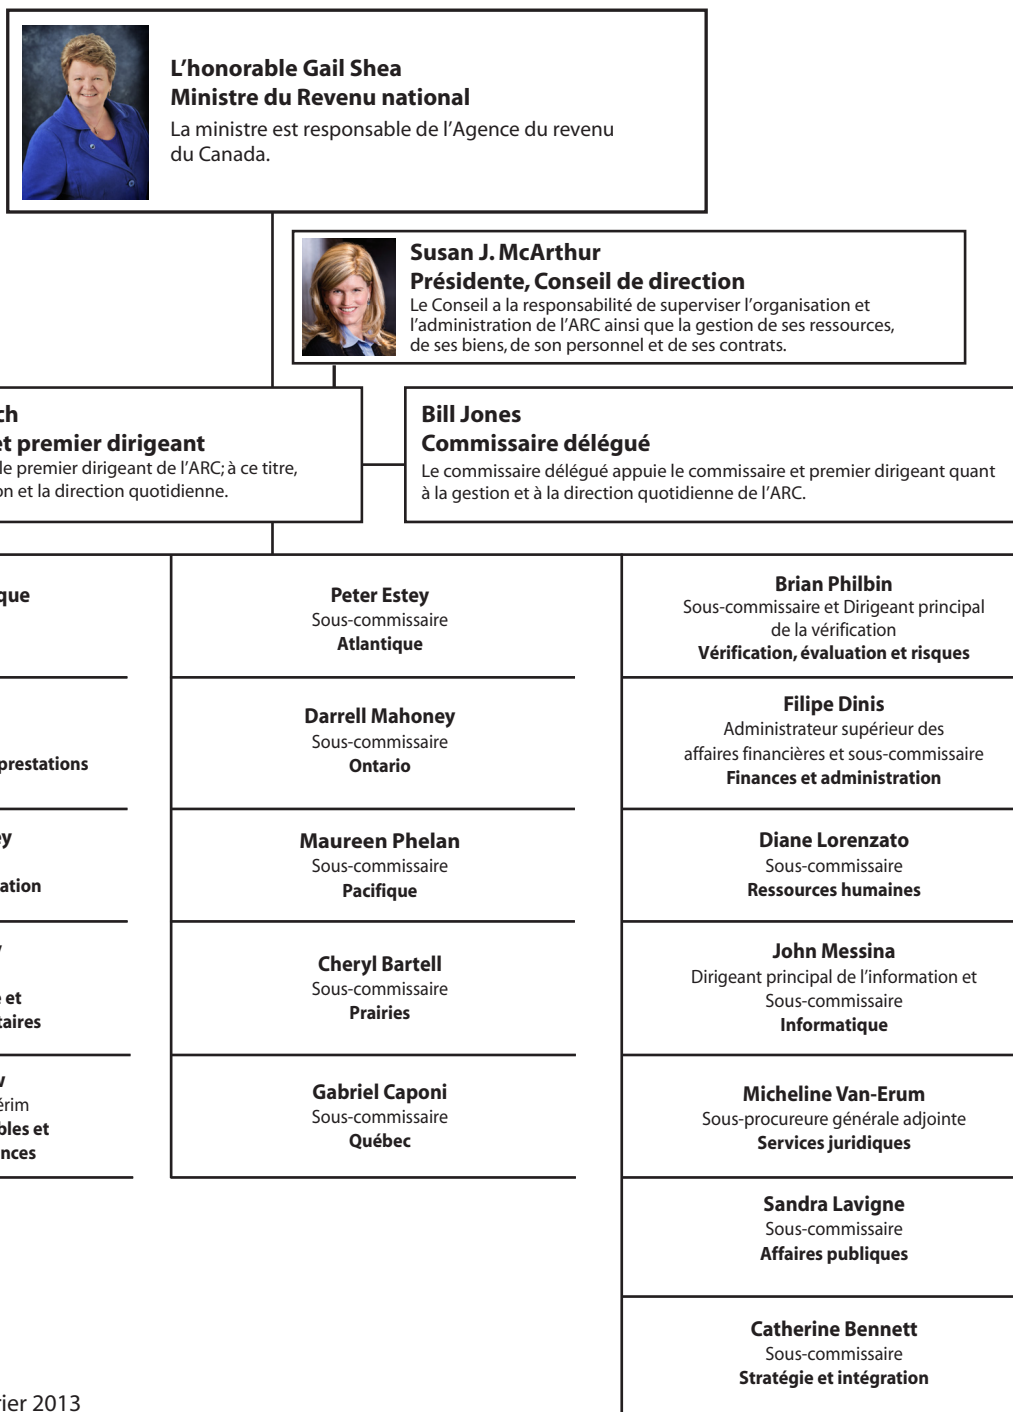 L'honorable Gail Shea
Ministre du Revenu national
La ministre est responsable de l'Agence du revenu
du Canada.
Susan J. McArthur
Présidente, Conseil de direction
Le Conseil a la responsabilité de superviser l'organisation et
l'administration de l'ARC ainsi que la gestion de ses ressources,
de ses biens, de son personnel et de ses contrats.
ch
et premier dirigeant
le premier dirigeant de l'ARC; à ce titre,
on et la direction quotidienne.
Bill Jones
Commissaire délégué
Le commissaire délégué appuie le commissaire et premier dirigeant quant
à la gestion et à la direction quotidienne de l'ARC.
que
prestations
ey
ation
et
taires
érim
bles et
nces
Peter Estey
Sous-commissaire
Atlantique
Darrell Mahoney
Sous-commissaire
Ontario
Maureen Phelan
Sous-commissaire
Pacifique
Cheryl Bartell
Sous-commissaire
Prairies
Gabriel Caponi
Sous-commissaire
Québec
Brian Philbin
Sous-commissaire et Dirigeant principal
de la vérification
Vérification, évaluation et risques
Filipe Dinis
Administrateur supérieur des
affaires financières et sous-commissaire
Finances et administration
Diane Lorenzato
Sous-commissaire
Ressources humaines
John Messina
Dirigeant principal de l'information et
Sous-commissaire
Informatique
Micheline Van-Erum
Sous-procureure générale adjointe
Services juridiques
Sandra Lavigne
Sous-commissaire
Affaires publiques
Catherine Bennett
Sous-commissaire
Stratégie et intégration
rier 2013